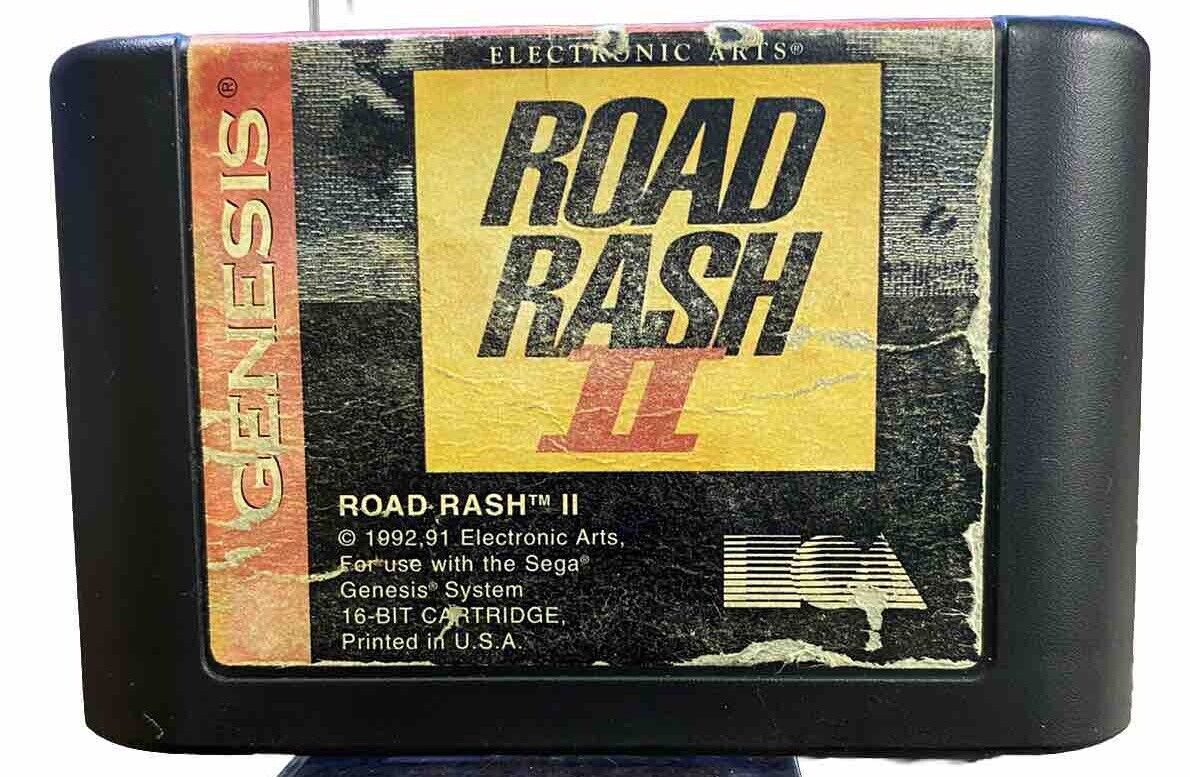 ELECTRONIC ARTS®
GENESIS®
ROAD
RASH
II
ROAD RASH™ II
© 1992,91 Electronic Arts,
For use with the Sega®
Genesis® System
16-BIT CARTRIDGE,
Printed in U.S.A.